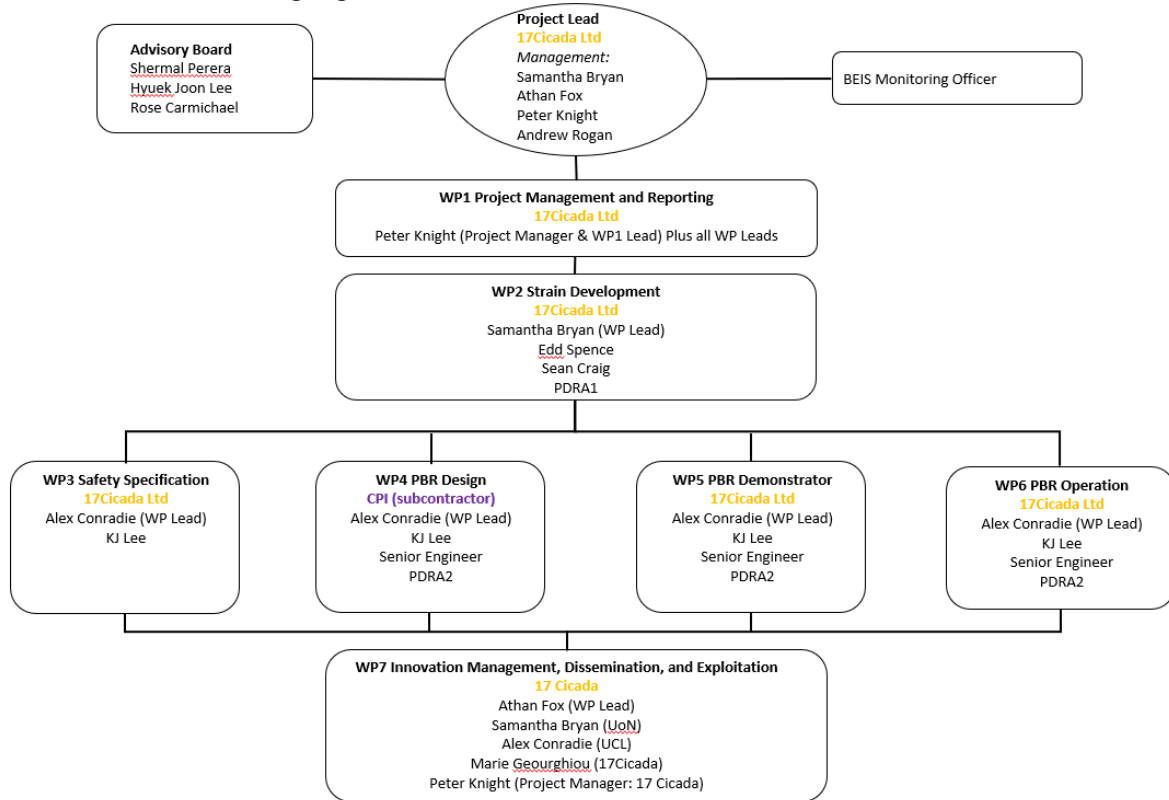 Project Lead
17Cicada Ltd
Management:
Samantha Bryan
Athan Fox
Peter Knight
Andrew Rogan
Advisory Board
Shermal Perera
Hyuek Joon Lee
Rose Carmichael
BEIS Monitoring Officer
WP1 Project Management and Reporting
17Cicada Ltd
Peter Knight (Project Manager & WP1 Lead) Plus all WP Leads
WP2 Strain Development
17Cicada Ltd
Samantha Bryan (WP Lead)
Edd Spence
Sean Craig
PDRA1
WP3 Safety Specification
17Cicada Ltd
Alex Conradie (WP Lead)
KJ Lee
WP4 PBR Design
CPI (subcontractor)
Alex Conradie (WP Lead)
KJ Lee
Senior Engineer
PDRA2
WP5 PBR Demonstrator
17Cicada Ltd
Alex Conradie (WP Lead)
KJ Lee
Senior Engineer
PDRA2
WP6 PBR Operation
17Cicada Ltd
Alex Conradie (WP Lead)
KJ Lee
Senior Engineer
PDRA2
WP7 Innovation Management, Dissemination, and Exploitation
17 Cicada
Athan Fox (WP Lead)
Samantha Bryan (UoN)
Alex Conradie (UCL)
Marie Geourghiou (17Cicada)
Peter Knight (Project Manager: 17 Cicada)